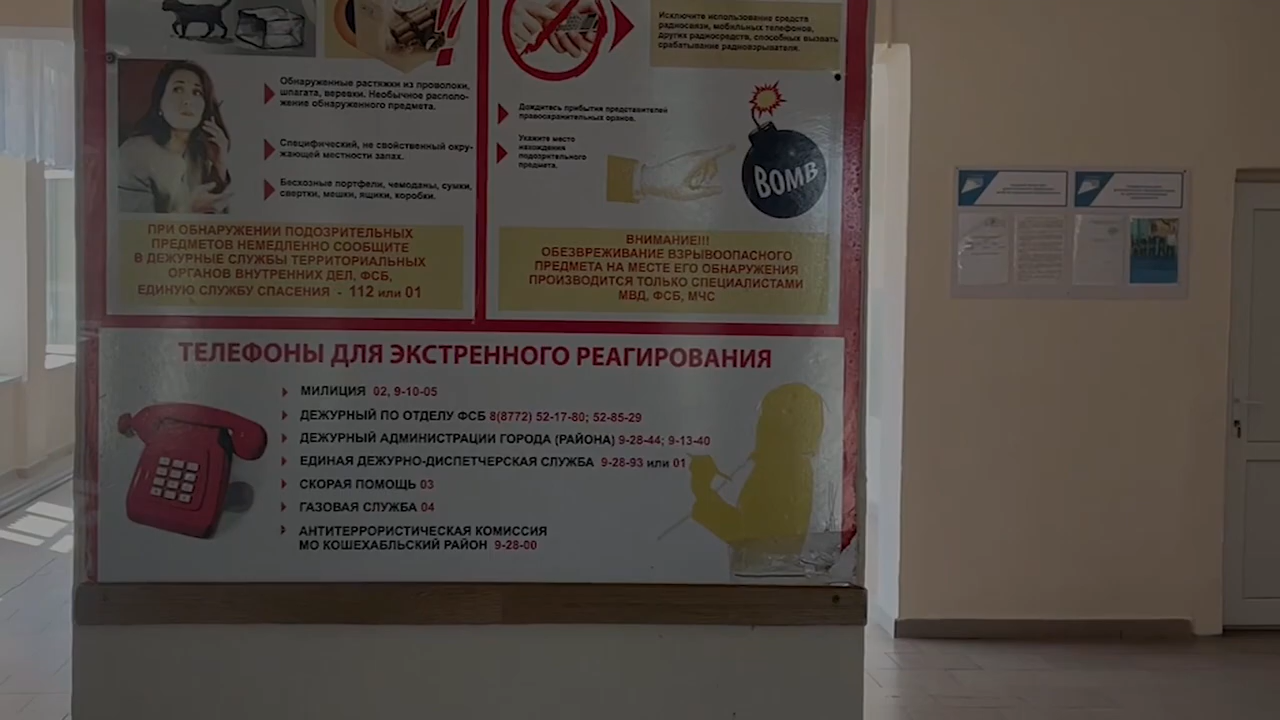 Обнаруженные растяжки из проволоки,
шпагата, веревки. Необычное располо-
жение обнаруженного предмета.
Специфический, не свойственный окру-
жающей местности запах.
Бесхозные портфели, чемоданы, сумки,
свертки, мешки, ящики, коробки.
ПРИ ОБНАРУЖЕНИИ ПОДОЗРИТЕЛЬНЫХ
ПРЕДМЕТОВ НЕМЕДЛЕННО СООБЩИТЕ
В ДЕЖУРНЫЕ СЛУЖБЫ ТЕРРИТОРИАЛЬНЫХ
ОРГАНОВ ВНУТРЕННИХ ДЕЛ, ФСБ,
ЕДИНУЮ СЛУЖБУ СПАСЕНИЯ - 112 или 01
Исключите использование средств
радиосвязи, мобильных телефонов,
других радиосредств, способных вызвать
срабатывание радиовзрывателя.
Дождитесь прибытия представителей
правоохранительных органов.
Укажите место
нахождения
подозрительного
предмета.
BOMB
ВНИМАНИЕ!!!
ОБЕЗВРЕЖИВАНИЕ ВЗРЫВООПАСНОГО
ПРЕДМЕТА НА МЕСТЕ ЕГО ОБНАРУЖЕНИЯ
ПРОИЗВОДИТСЯ ТОЛЬКО СПЕЦИАЛИСТАМИ
МВД, ФСБ, МЧС
ТЕЛЕФОНЫ ДЛЯ ЭКСТРЕННОГО РЕАГИРОВАНИЯ
МИЛИЦИЯ 02, 9-10-05
ДЕЖУРНЫЙ ПО ОТДЕЛУ ФСБ 8(8772) 52-17-80; 52-85-29
ДЕЖУРНЫЙ АДМИНИСТРАЦИИ ГОРОДА (РАЙОНА) 9-28-44; 9-13-40
ЕДИНАЯ ДЕЖУРНО-ДИСПЕТЧЕРСКАЯ СЛУЖБА 9-28-93 или 01
СКОРАЯ ПОМОЩЬ 03
ГАЗОВАЯ СЛУЖБА 04
АНТИТЕРРОРИСТИЧЕСКАЯ КОМИССИЯ
МО КОШЕХАБЛЬСКИЙ РАЙОН 9-28-00